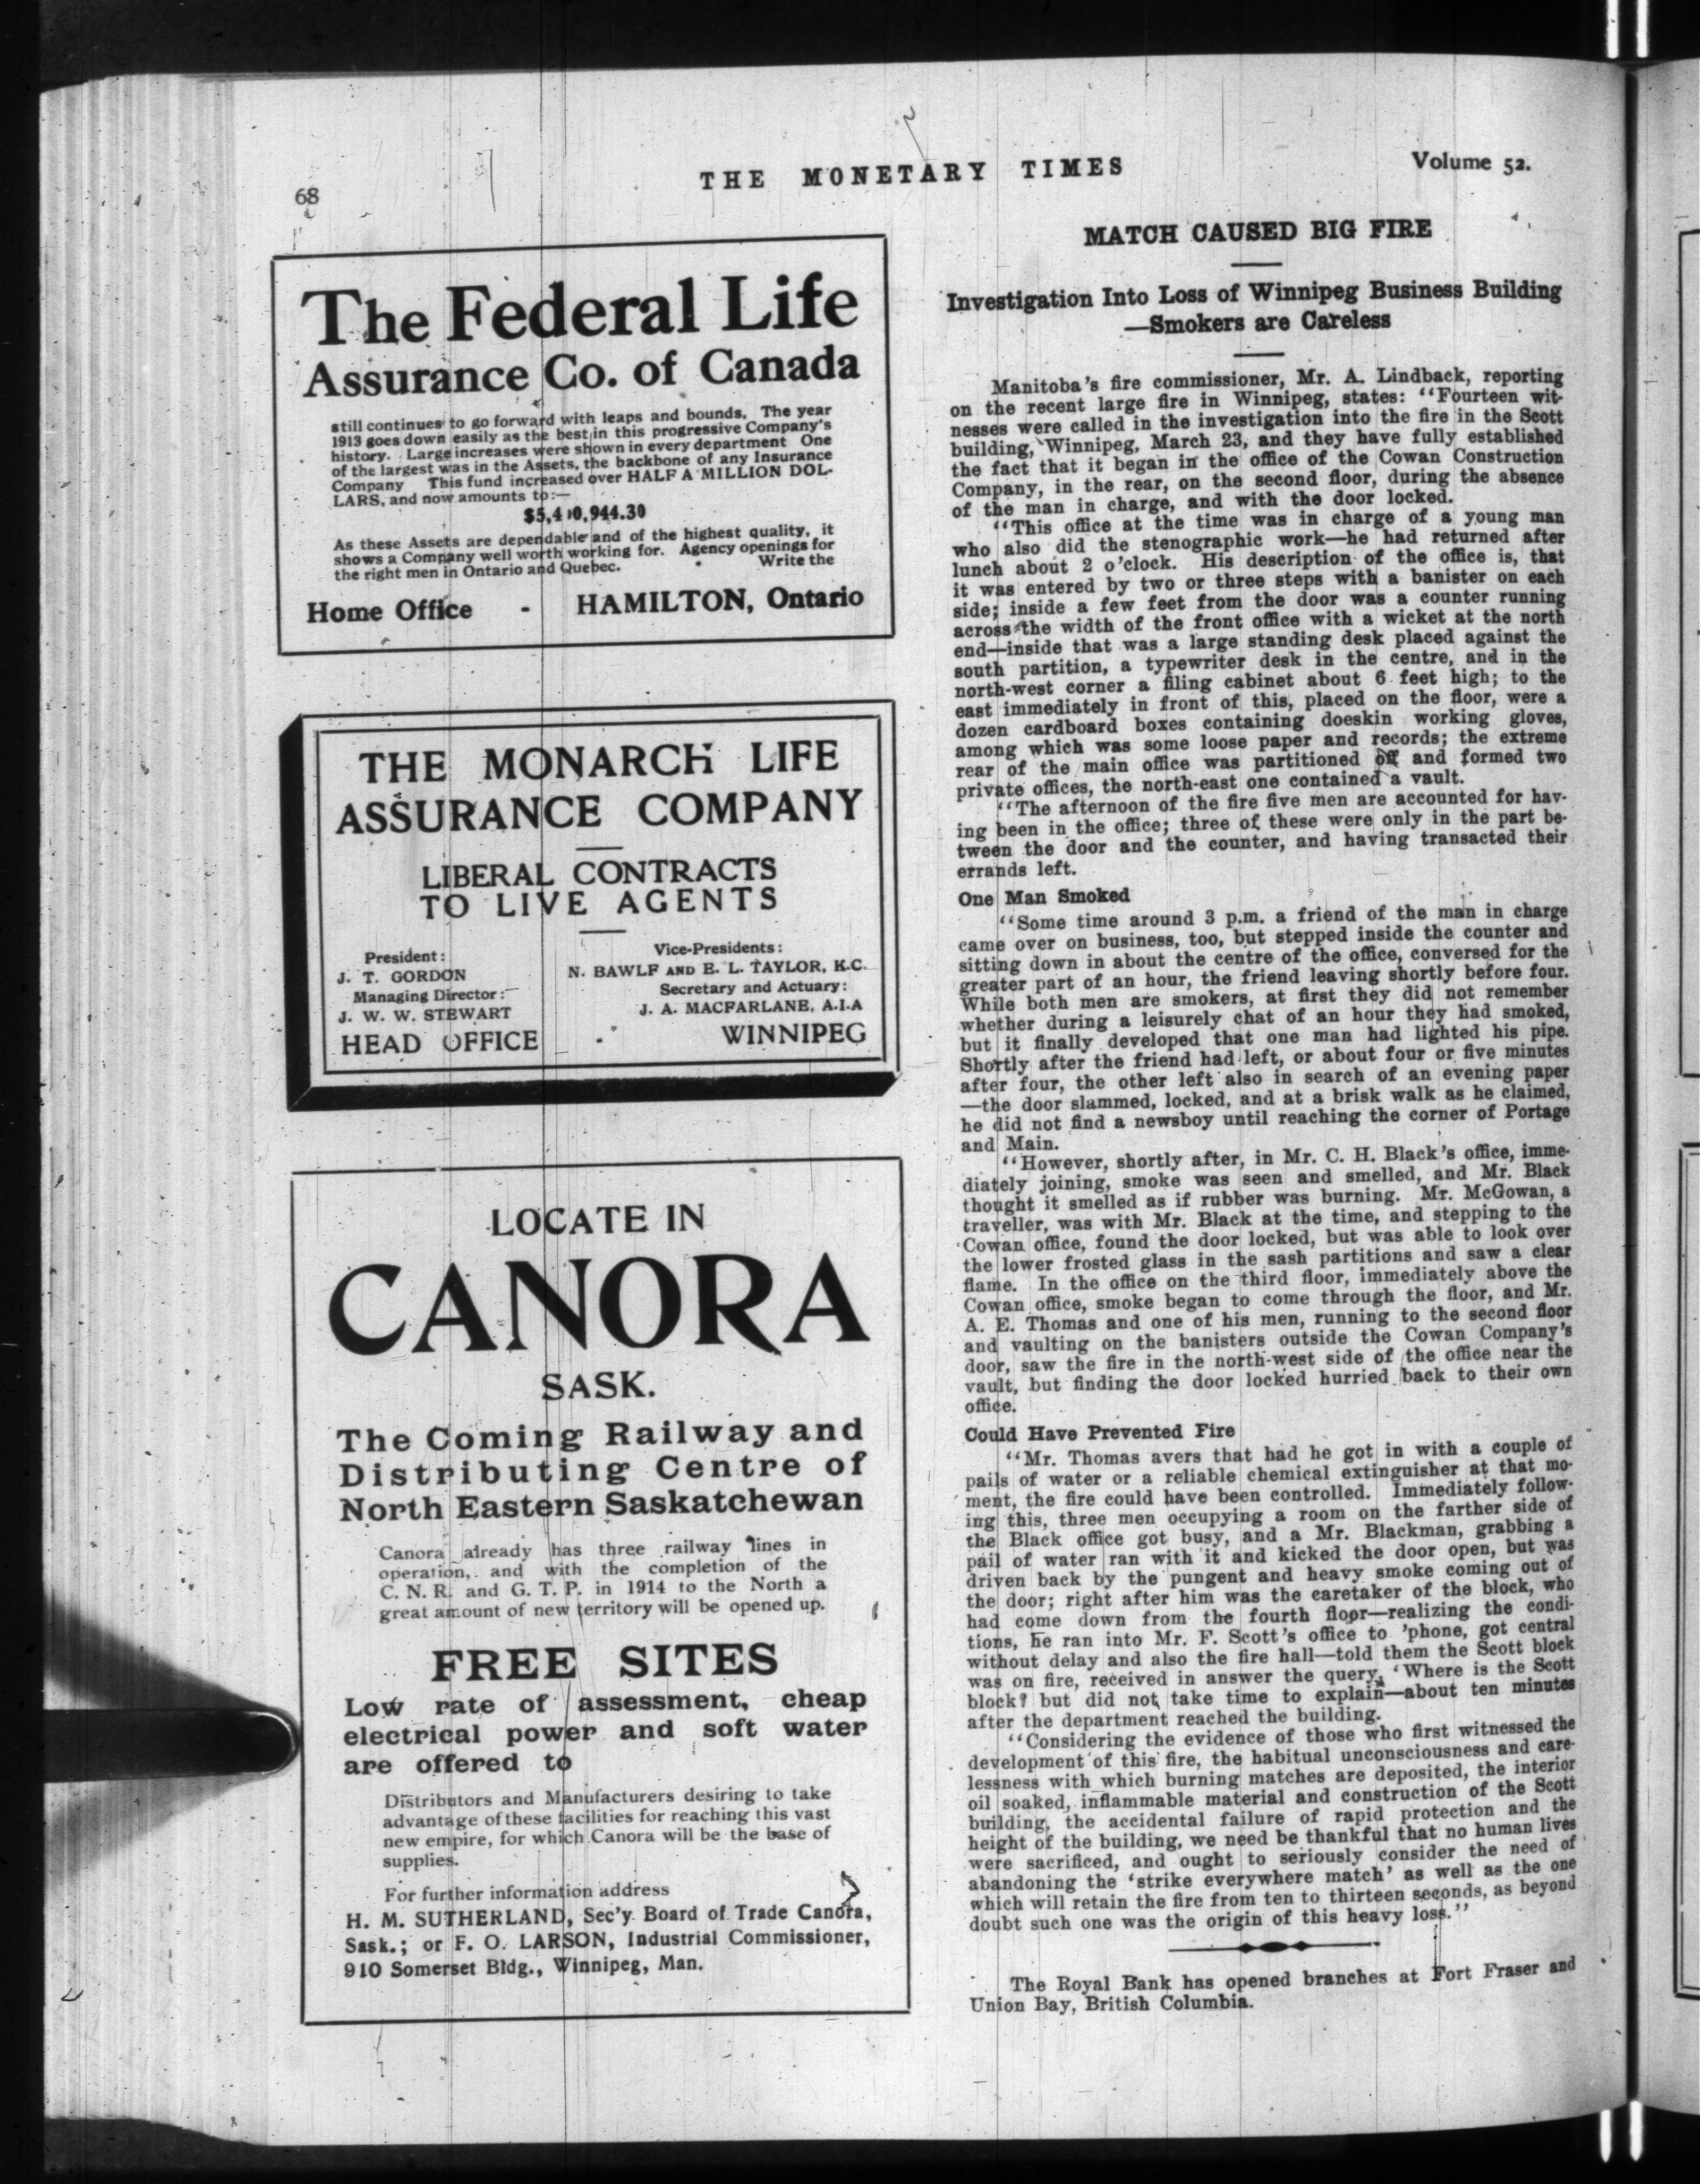 68
THE MONETARY TIMES
Volume 52.
The Federal Life
Assurance Co. of Canada
still continues to go forward with leaps and bounds. The year
1913 goes down easily as the best in this progressive Company's
history. Large increases were shown in every department One
of the largest was in the Assets, the backbone of any Insurance
Company This fund increased over HALF A MILLION DOL-
LARS, and now amounts to:—
As these Assets are dependable and of the highest quality, it
shows a Company well worth working for. Agency openings for
the right men in Ontario and Quebec. Write the
Home Office - HAMILTON, Ontario
THE MONARCH LIFE
ASSURANCE COMPANY
LIBERAL CONTRACTS
TO LIVE AGENTS
President:
J. T. GORDON
Managing Director:
J. W. W. STEWART
Vice-Presidents:
N. BAWLF AND E. L. TAYLOR, K.C.
Secretary and Actuary:
J. A. MACFARLANE, A.I.A
HEAD OFFICE - WINNIPEG
LOCATE IN
CANORA
SASK.
The Coming Railway and
Distributing Centre of
North Eastern Saskatchewan
Canora already has three railway lines in
operation, and with the completion of the
C. N. R. and G. T. P. in 1914 to the North a
great amount of new territory will be opened up.
FREE SITES
Low rate of assessment, cheap
electrical power and soft water
are offered to
Distributors and Manufacturers desiring to take
advantage of these facilities for reaching this vast
new empire, for which Canora will be the base of
supplies.
For further information address
H. M. SUTHERLAND, Sec'y Board of Trade Canora,
Sask.; or F. O. LARSON, Industrial Commissioner,
910 Somerset Bldg., Winnipeg, Man.
MATCH CAUSED BIG FIRE
Investigation Into Loss of Winnipeg Business Building
—Smokers are Careless
Manitoba's fire commissioner, Mr. A. Lindback, reporting
on the recent large fire in Winnipeg, states: "Fourteen wit-
nesses were called in the investigation into the fire in the Scott
building, Winnipeg, March 23, and they have fully established
the fact that it began in the office of the Cowan Construction
Company, in the rear, on the second floor, during the absence
of the man in charge, and with the door locked.
"This office at the time was in charge of a young man
who also did the stenographic work—he had returned after
lunch about 2 o'clock. His description of the office is, that
it was entered by two or three steps with a banister on each
side; inside a few feet from the door was a counter running
across the width of the front office with a wicket at the north
end—inside that was a large standing desk placed against the
south partition, a typewriter desk in the centre, and in the
north-west corner a filing cabinet about 6 feet high; to the
east immediately in front of this, placed on the floor, were a
dozen cardboard boxes containing doeskin working gloves,
among which was some loose paper and records; the extreme
rear of the main office was partitioned off and formed two
private offices, the north-east one contained a vault.
"The afternoon of the fire five men are accounted for hav-
ing been in the office; three of these were only in the part be-
tween the door and the counter, and having transacted their
errands left.
One Man Smoked
"Some time around 3 p.m. a friend of the man in charge
came over on business, too, but stepped inside the counter and
sitting down in about the centre of the office, conversed for the
greater part of an hour, the friend leaving shortly before four.
While both men are smokers, at first they did not remember
whether during a leisurely chat of an hour they had smoked,
but it finally developed that one man had lighted his pipe.
Shortly after the friend had left, or about four or five minutes
after four, the other left also in search of an evening paper
—the door slammed, locked, and at a brisk walk as he claimed,
he did not find a newsboy until reaching the corner of Portage
and Main.
"However, shortly after, in Mr. C. H. Black's office, imme-
diately joining, smoke was seen and smelled, and Mr. Black
thought it smelled as if rubber was burning. Mr. McGowan, a
traveller, was with Mr. Black at the time, and stepping to the
Cowan office, found the door locked, but was able to look over
the lower frosted glass in the sash partitions and saw a clear
flame. In the office on the third floor, immediately above the
Cowan office, smoke began to come through the floor, and Mr.
A. E. Thomas and one of his men, running to the second floor
and vaulting on the banisters outside the Cowan Company's
door, saw the fire in the north-west side of the office near the
vault, but finding the door locked hurried back to their own
office.
Could Have Prevented Fire
"Mr. Thomas avers that had he got in with a couple of
pails of water or a reliable chemical extinguisher at that mo-
ment, the fire could have been controlled. Immediately follow-
ing this, three men occupying a room on the farther side of
the Black office got busy, and a Mr. Blackman, grabbing a
pail of water ran with it and kicked the door open, but was
driven back by the pungent and heavy smoke coming out of
the door; right after him was the caretaker of the block, who
had come down from the fourth floor—realizing the condi-
tions, he ran into Mr. F. Scott's office to 'phone, got central
without delay and also the fire hall—told them the Scott block
was on fire, received in answer the query, 'Where is the Scott
block? but did not take time to explain—about ten minutes
after the department reached the building.
"Considering the evidence of those who first witnessed the
development of this fire, the habitual unconsciousness and care-
lessness with which burning matches are deposited, the interior
oil soaked, inflammable material and construction of the Scott
building, the accidental failure of rapid protection and the
height of the building, we need be thankful that no human lives
were sacrificed, and ought to seriously consider the need of
abandoning the 'strike everywhere match' as well as the one
which will retain the fire from ten to thirteen seconds, as beyond
doubt such one was the origin of this heavy loss."
The Royal Bank has opened branches at Fort Fraser and
Union Bay, British Columbia.